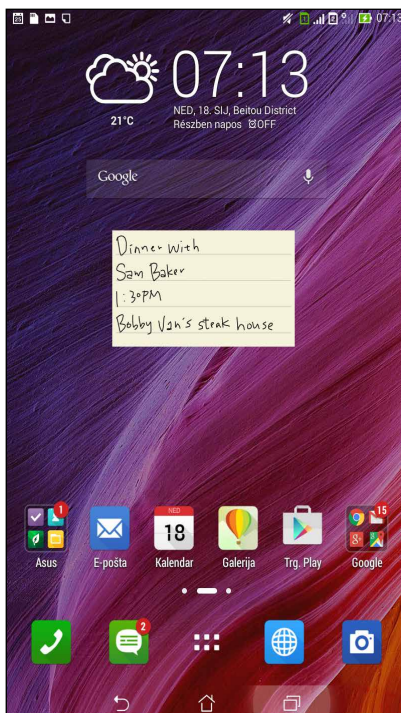 07:13
07:13
21°C
NED, 18. SIJ, Beitou District
Részben napos OFF
Google
Dinner with
Sam Baker
1:30PM
Bobby Van's steak house
1
NED
18
15
Asus
E-pošta
Kalendar
Galerija
Trg. Play
Google
2